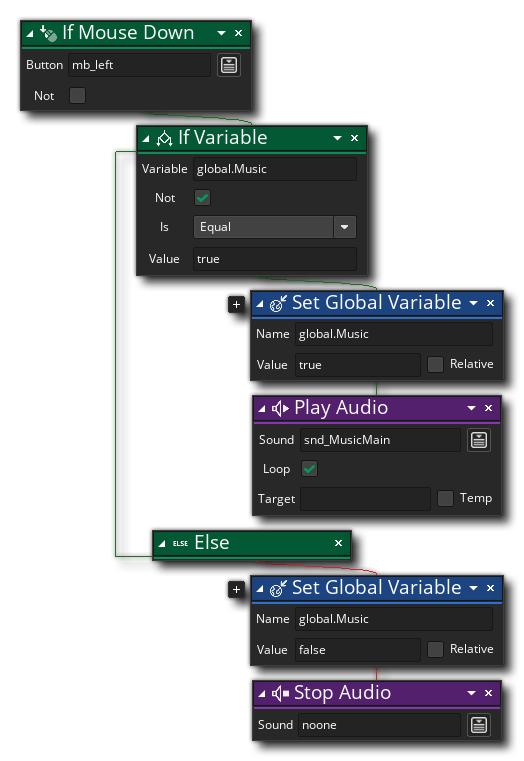 If Mouse Down
Button mb_left
Not
If Variable
Variable global.Music
Not
Is Equal
Value true
Set Global Variable
Name global.Music
Value true Relative
Play Audio
Sound snd_MusicMain
Loop
Target Temp
ELSE Else
Set Global Variable
Name global.Music
Value false Relative
Stop Audio
Sound noone